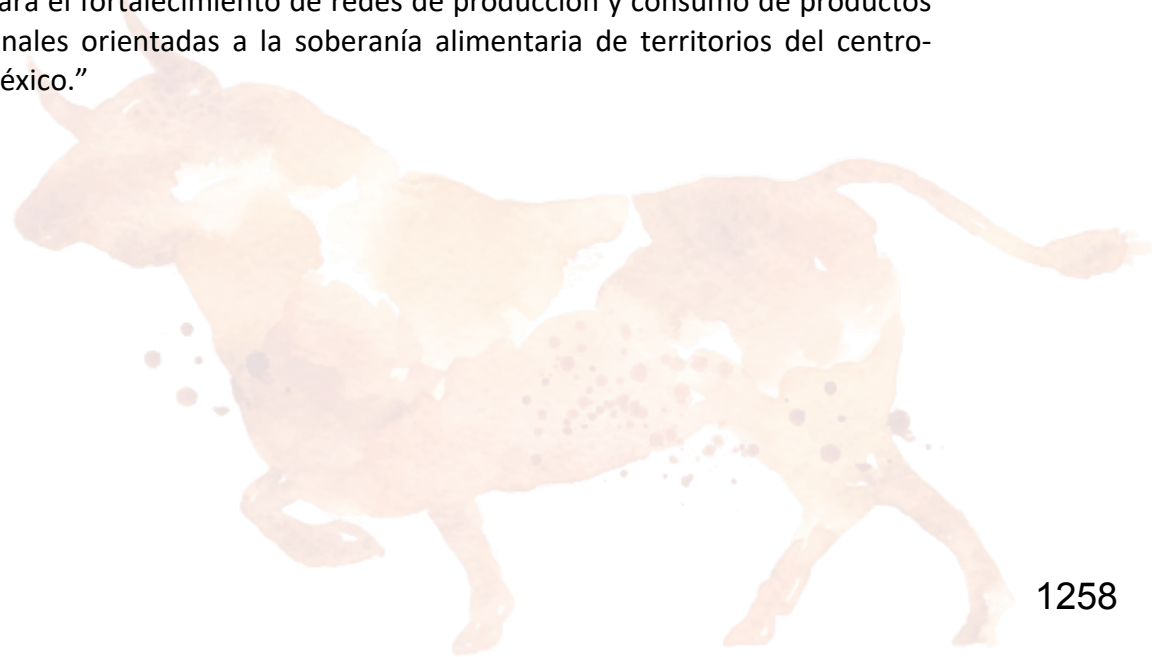 ara el fortalecimiento de redes de producción y consumo de productos
nales orientadas a la soberanía alimentaria de territorios del centro-
éxico.”
1258